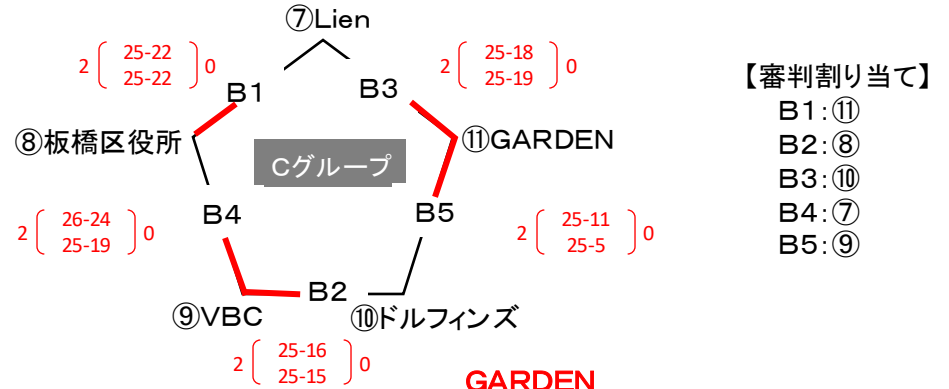 ⑦Lien
2 ( 25-22 25-22 ) 0
2 ( 25-18 25-19 ) 0
B1
B3
⑧板橋区役所
⑪GARDEN
Cグループ
B4
B5
2 ( 26-24 25-19 ) 0
2 ( 25-11 25-5 ) 0
B2
⑨VBC
⑩ドルフィンズ
2 ( 25-16 25-15 ) 0
GARDEN
【審判割り当て】
B1:⑪
B2:⑧
B3:⑩
B4:⑦
B5:⑨